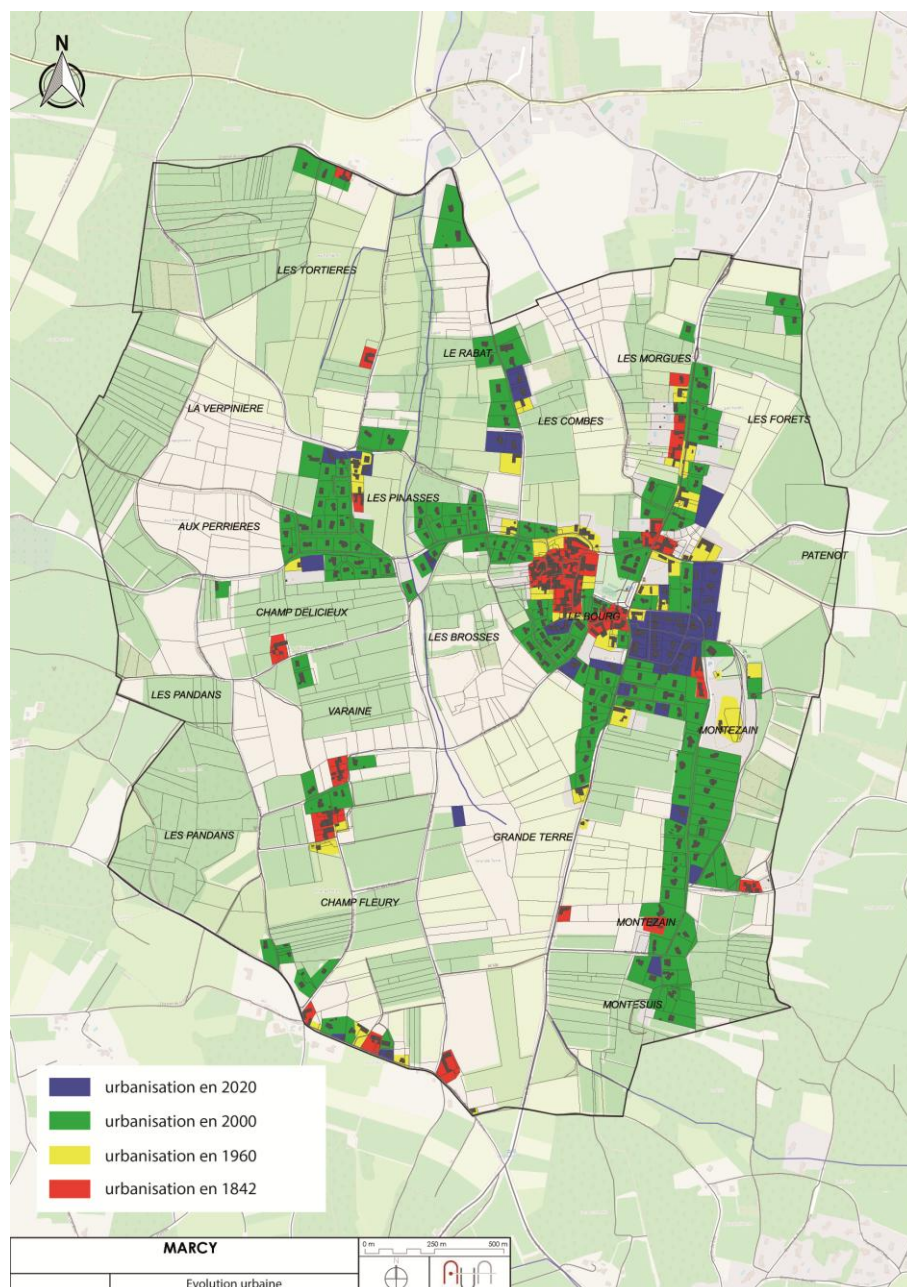 N
LES TORTIERES
LE RABAT
LES MORGUES
LA VERPINIERE
LES COMBES
LES FORETS
LES PINASSES
AUX PERRIERES
PATENOT
CHAMP DELICIEUX
LE BOURG
LES BROSSES
LES PANDANS
VARAINE
MONTEZAIN
LES PANDANS
GRANDE TERRE
CHAMP FLEURY
MONTEZAIN
MONTESUIS
urbanisation en 2020
urbanisation en 2000
urbanisation en 1960
urbanisation en 1842
MARCY
0 m 250 m 500 m
N
AUA
Evolution urbaine